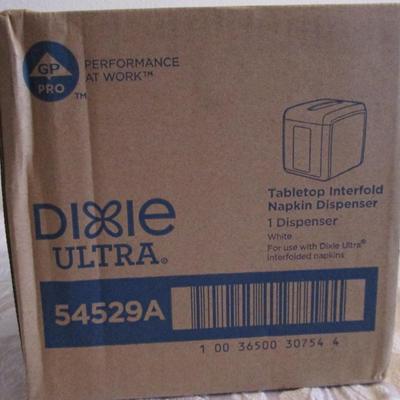 GP
PRO
TM
PERFORMANCE
AT WORK™
Tabletop Interfold
Napkin Dispenser
1 Dispenser
White
For use with Dixie Ultra®
interfolded napkins
DIXIE
ULTRA®
54529A
1 00 36500 30754 4